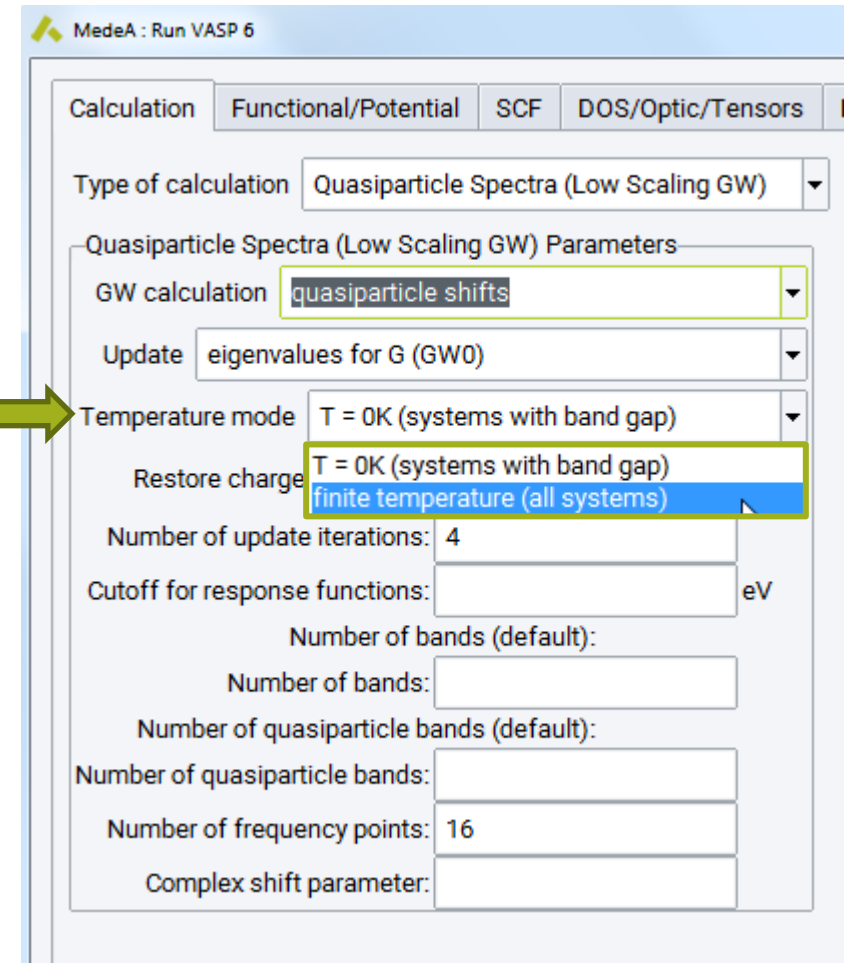 MedeA : Run VASP 6
Calculation Functional/Potential SCF DOS/Optic/Tensors
Type of calculation Quasiparticle Spectra (Low Scaling GW)
Quasiparticle Spectra (Low Scaling GW) Parameters
GW calculation quasiparticle shifts
Update eigenvalues for G (GW0)
Temperature mode T = 0K (systems with band gap)
T = 0K (systems with band gap)
Restore charge
finite temperature (all systems)
Number of update iterations: 4
Cutoff for response functions: eV
Number of bands (default):
Number of bands:
Number of quasiparticle bands (default):
Number of quasiparticle bands:
Number of frequency points: 16
Complex shift parameter: